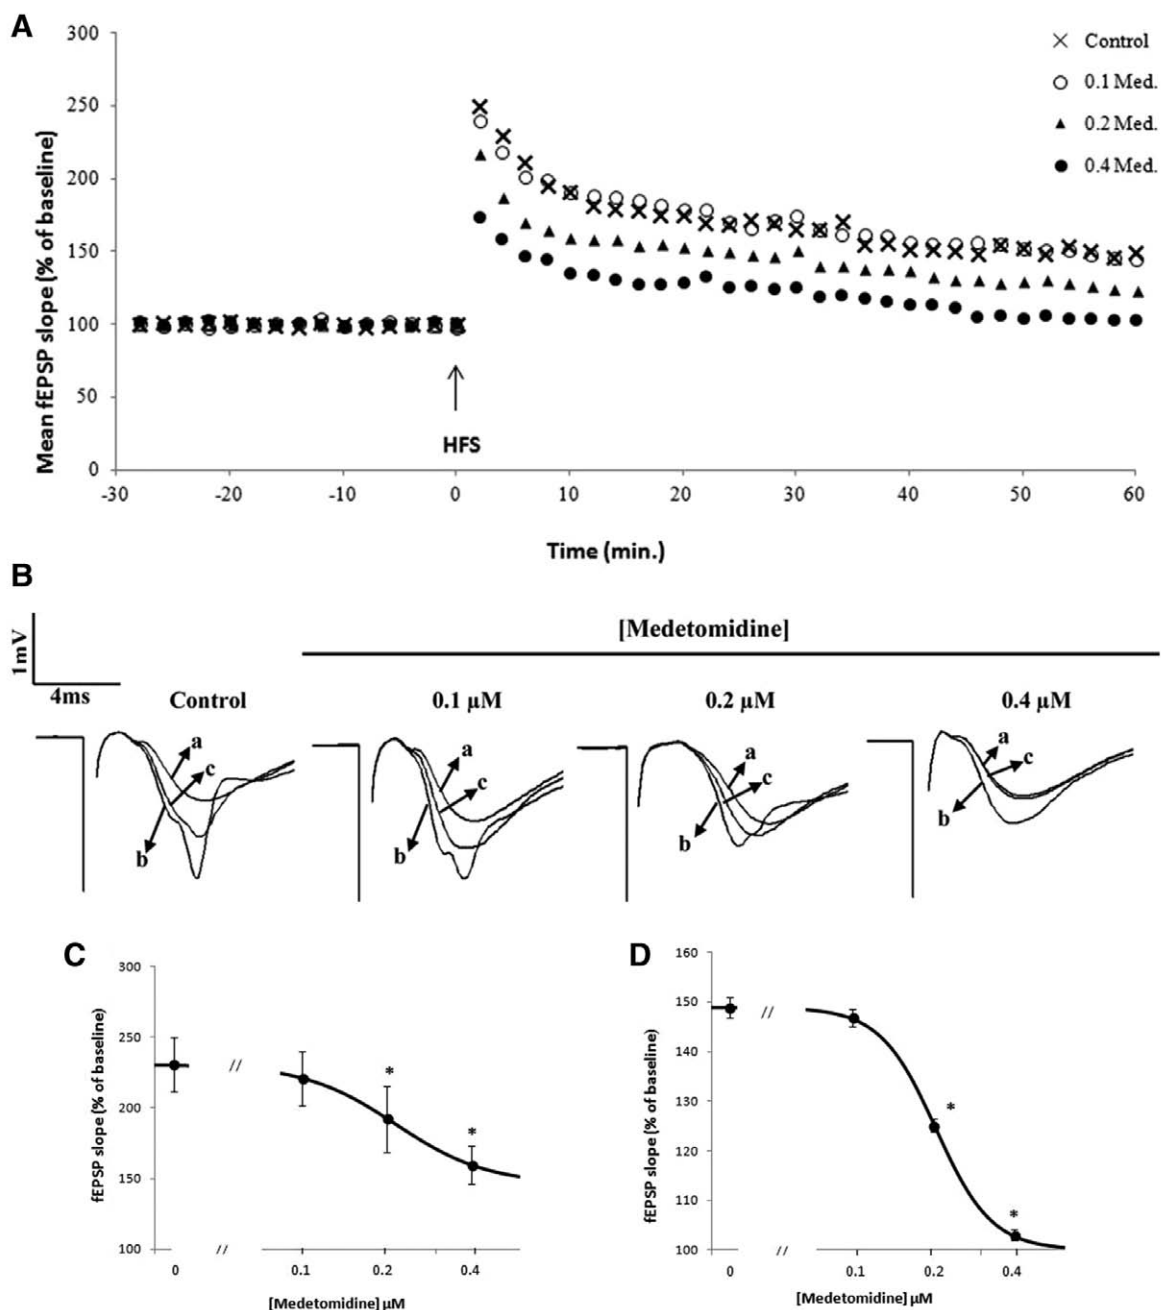 A
300
250
200
150
100
50
0
Mean fEPSP slope (% of baseline)
Control
0.1 Med.
0.2 Med.
0.4 Med.
HFS
-30 -20 -10 0 10 20 30 40 50 60
Time (min.)
B
1mV
4ms
[Medetomidine]
Control 0.1 µM 0.2 µM 0.4 µM
a
c
b
a
c
b
a
c
b
a
c
b
C
300
250
200
150
100
fEPSP slope (% of baseline)
//
*
*
//
0 0.1 0.2 0.4
[Medetomidine] µM
D
160
150
140
130
120
110
100
fEPSP slope (% of baseline)
//
*
*
//
0 0.1 0.2 0.4
[Medetomidine] µM